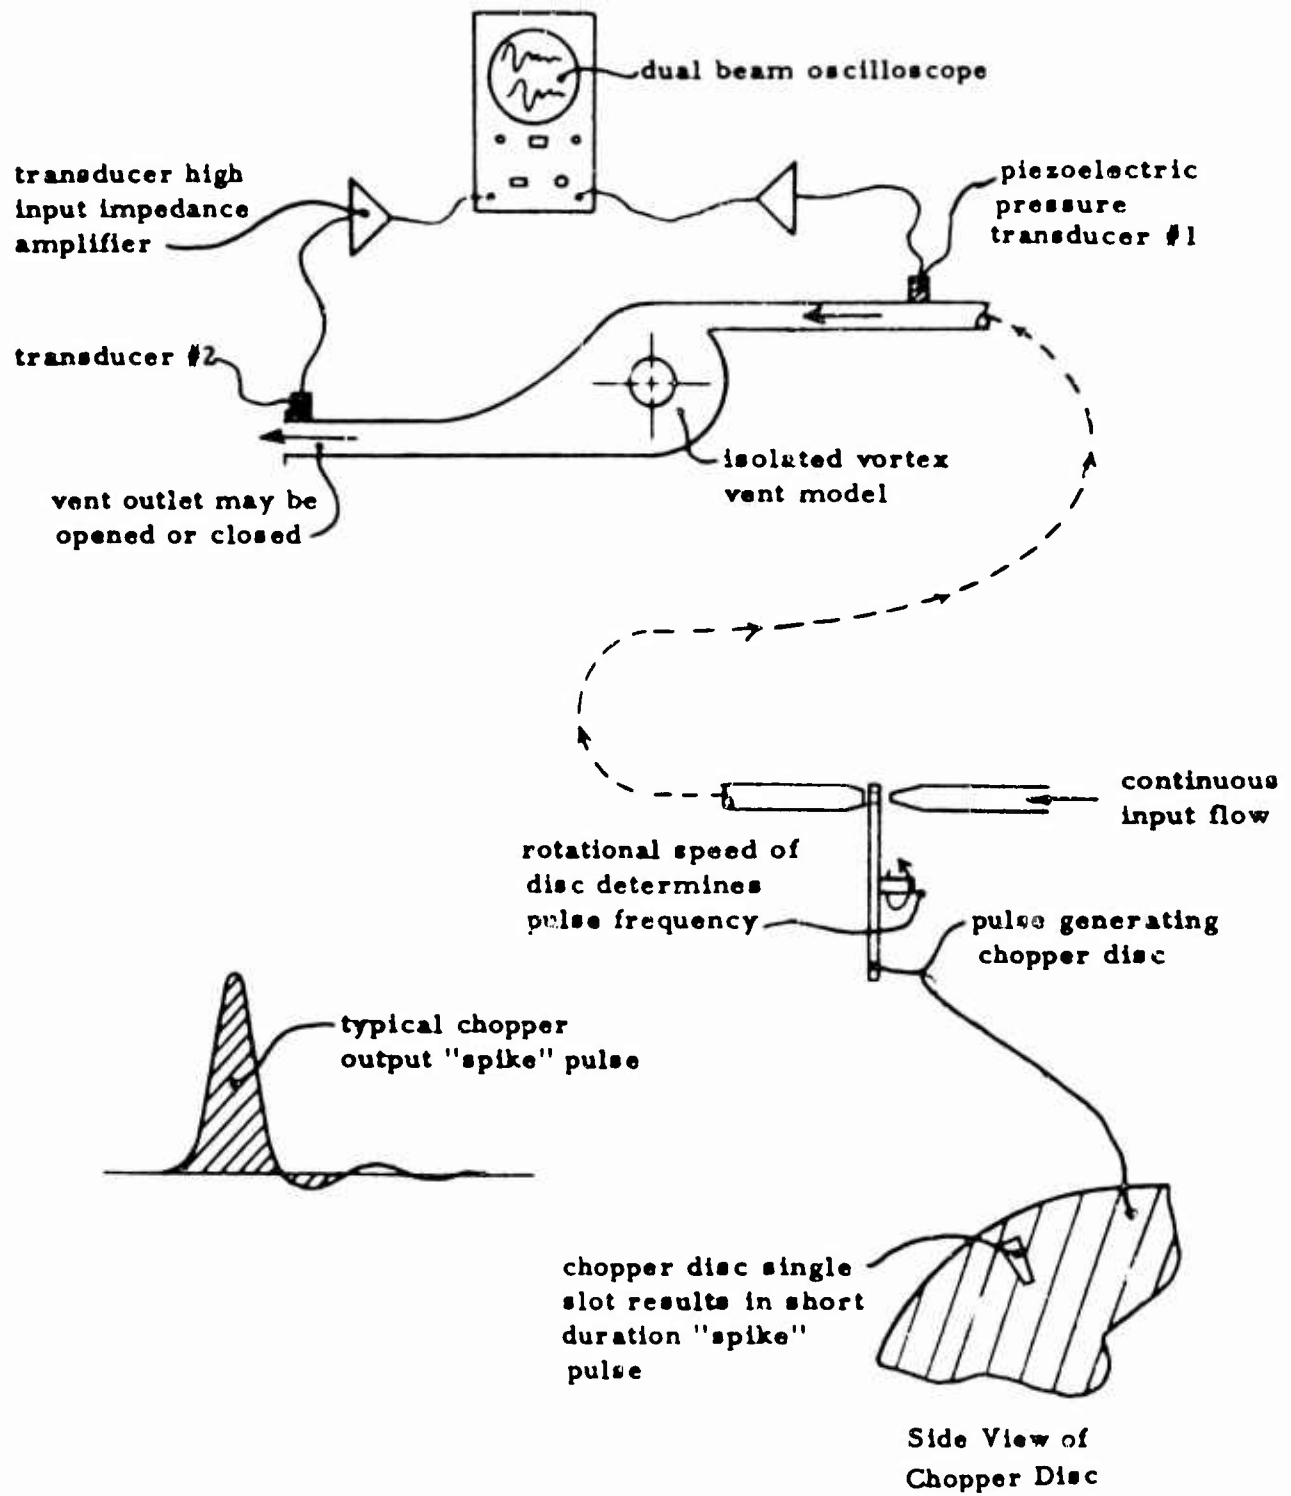 dual beam oscilloscope
transducer high
input impedance
amplifier
piezoelectric
pressure
transducer #1
transducer #2
isolated vortex
vent model
vent outlet may be
opened or closed
continuous
input flow
rotational speed of
disc determines
pulse frequency
pulse generating
chopper disc
typical chopper
output "spike" pulse
chopper disc single
slot results in short
duration "spike"
pulse
Side View of
Chopper Disc